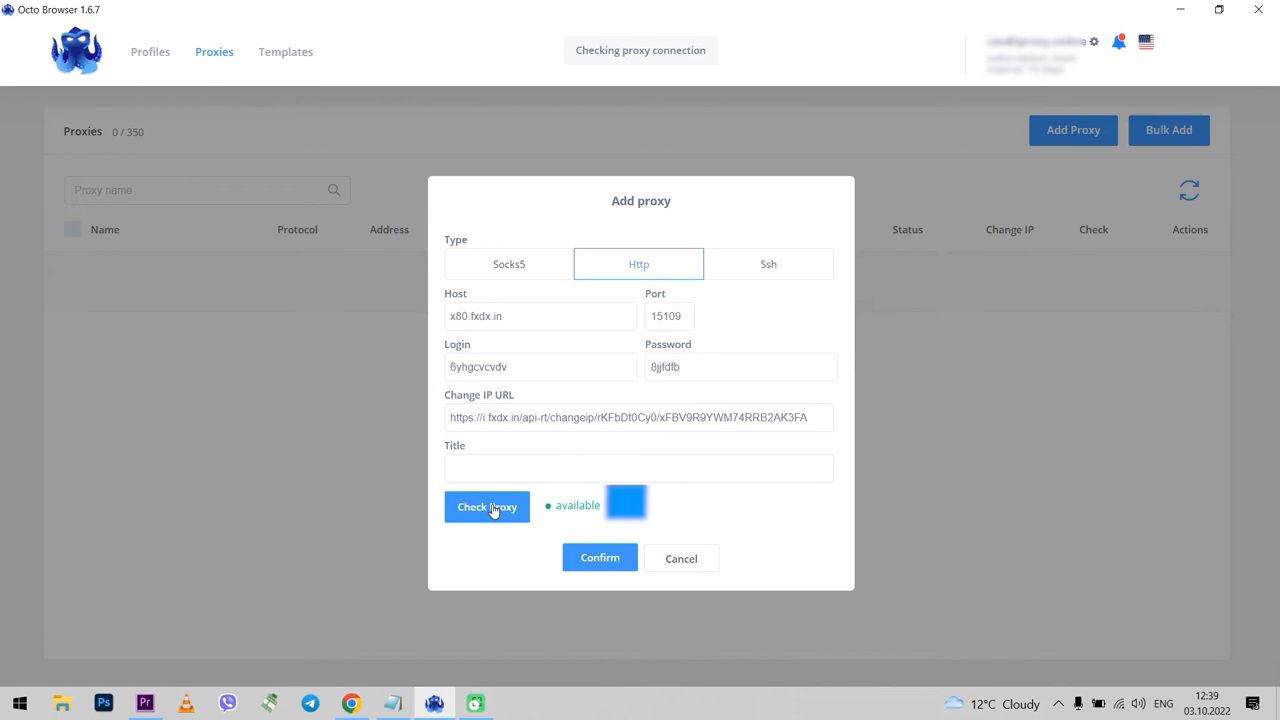 Octo Browser 1.6.7
Profiles
Proxies
Templates
Checking proxy connection
Proxies 0 / 350
Add Proxy
Bulk Add
Proxy name
Name
Protocol
Address
Status
Change IP
Check
Actions
Add proxy
Type
Socks5
Http
Ssh
Host
Port
x80.fxdx.in
15109
Login
Password
6yhgcvcvdv
8jjfdfb
Change IP URL
https://i.fxdx.in/api-rt/changeip/rKFbDt0Cy0/xFBV9R9YWM74RRB2AK3FA
Title
Check Proxy
available
Confirm
Cancel
Ps
Pr
12°C Cloudy
ENG
12:39
03.10.2022